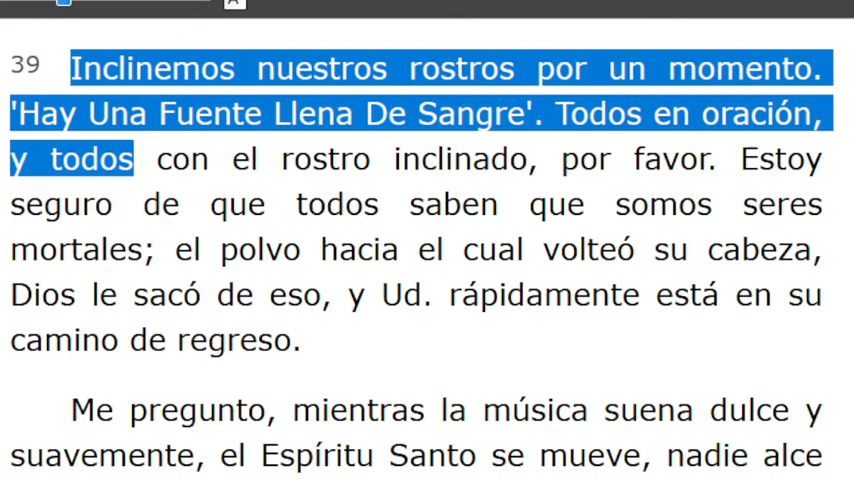 39 Inclinemos nuestros rostros por un momento.
'Hay Una Fuente Llena De Sangre'. Todos en oración,
y todos con el rostro inclinado, por favor. Estoy
seguro de que todos saben que somos seres
mortales; el polvo hacia el cual volteó su cabeza,
Dios le sacó de eso, y Ud. rápidamente está en su
camino de regreso.
Me pregunto, mientras la música suena dulce y
suavemente, el Espíritu Santo se mueve, nadie alce